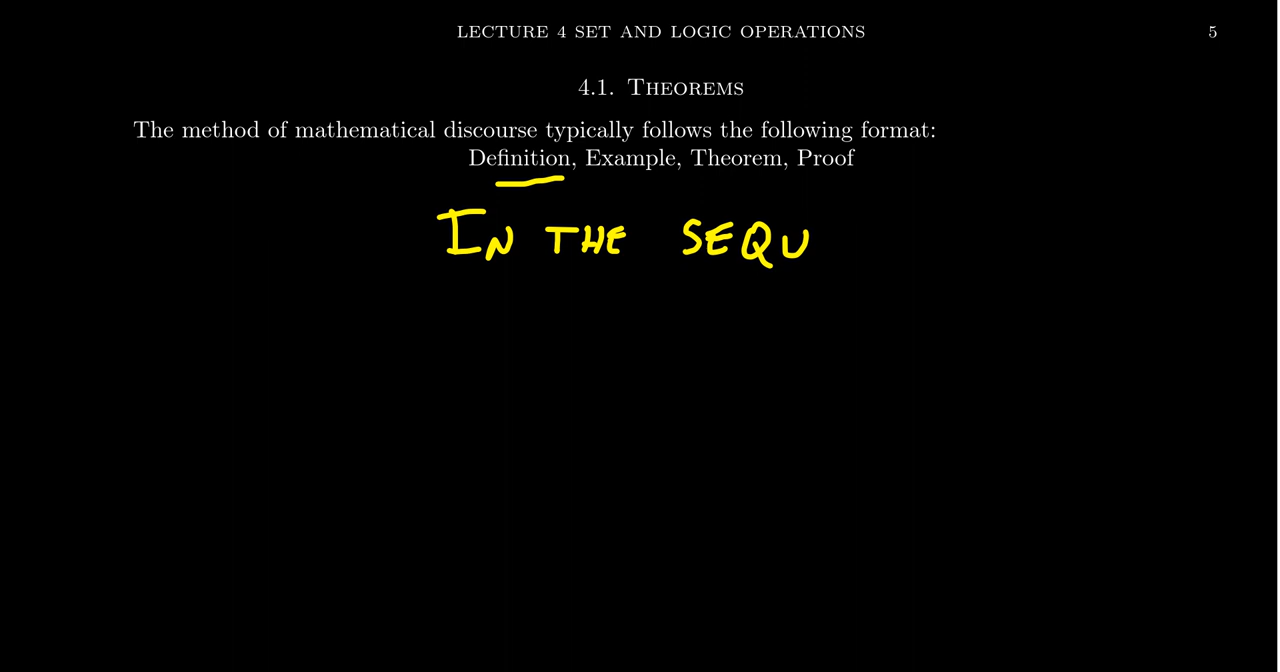 LECTURE 4 SET AND LOGIC OPERATIONS 5
4.1. THEOREMS
The method of mathematical discourse typically follows the following format:
Definition, Example, Theorem, Proof
IN THE SEQU